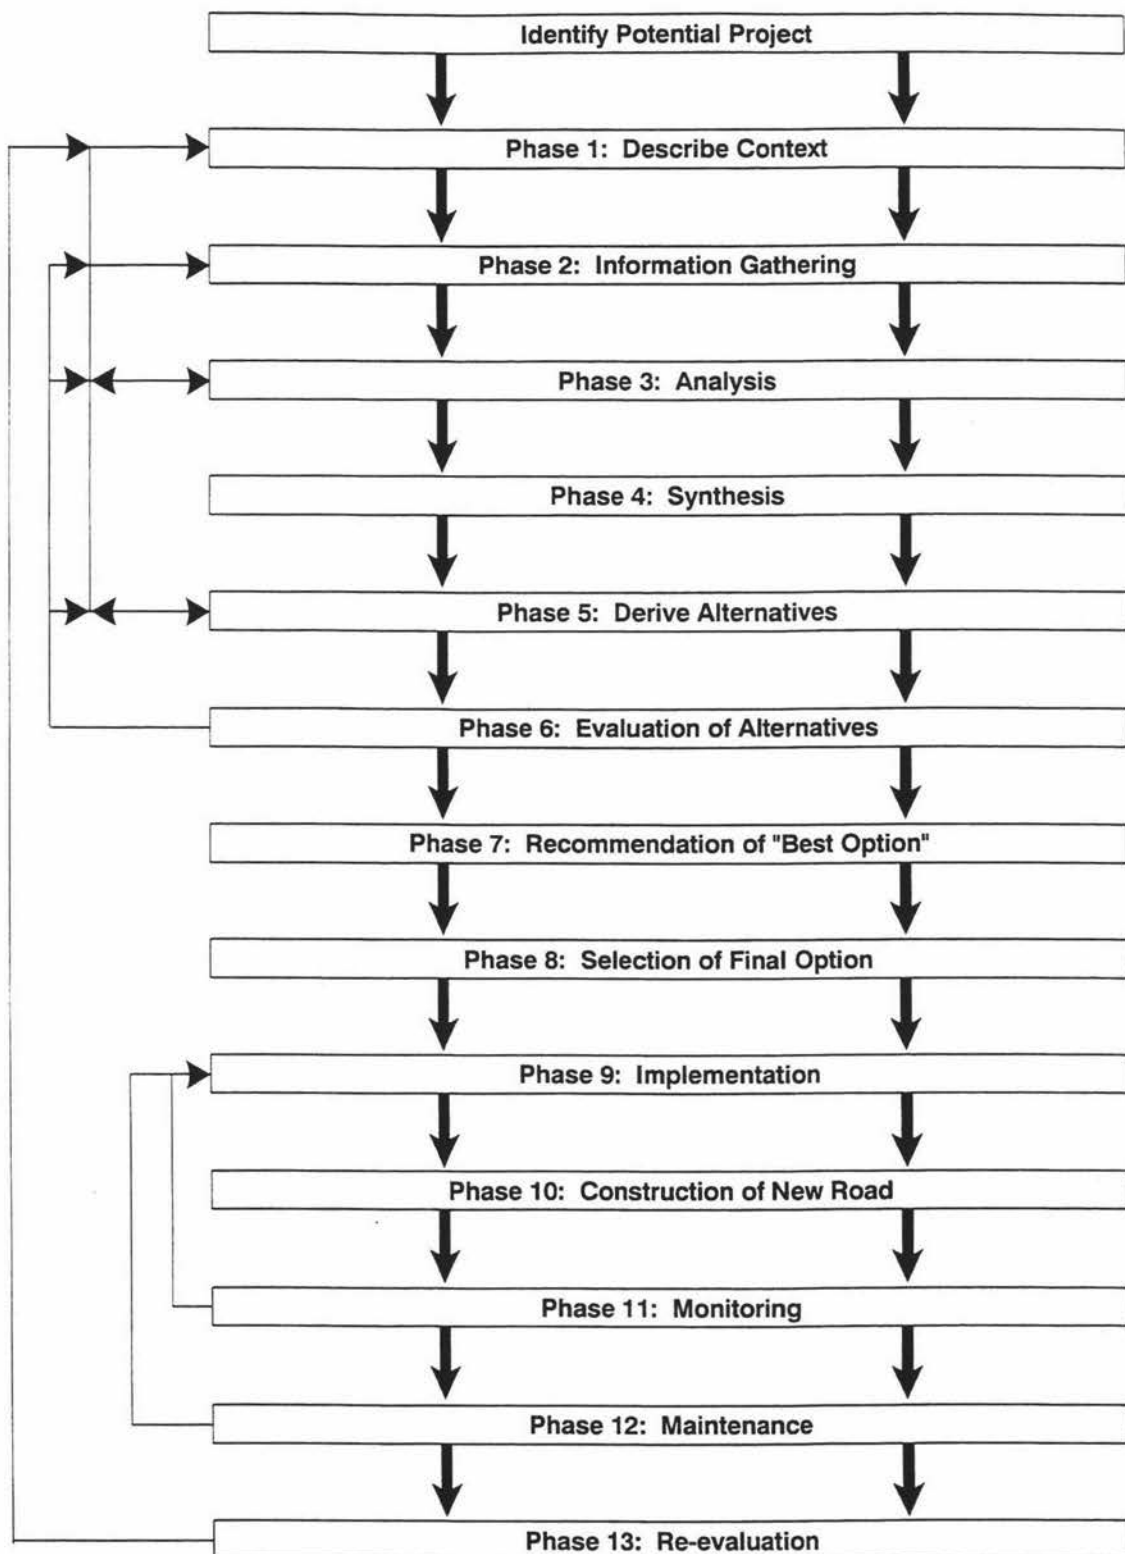 Identify Potential Project
Phase 1: Describe Context
Phase 2: Information Gathering
Phase 3: Analysis
Phase 4: Synthesis
Phase 5: Derive Alternatives
Phase 6: Evaluation of Alternatives
Phase 7: Recommendation of "Best Option"
Phase 8: Selection of Final Option
Phase 9: Implementation
Phase 10: Construction of New Road
Phase 11: Monitoring
Phase 12: Maintenance
Phase 13: Re-evaluation